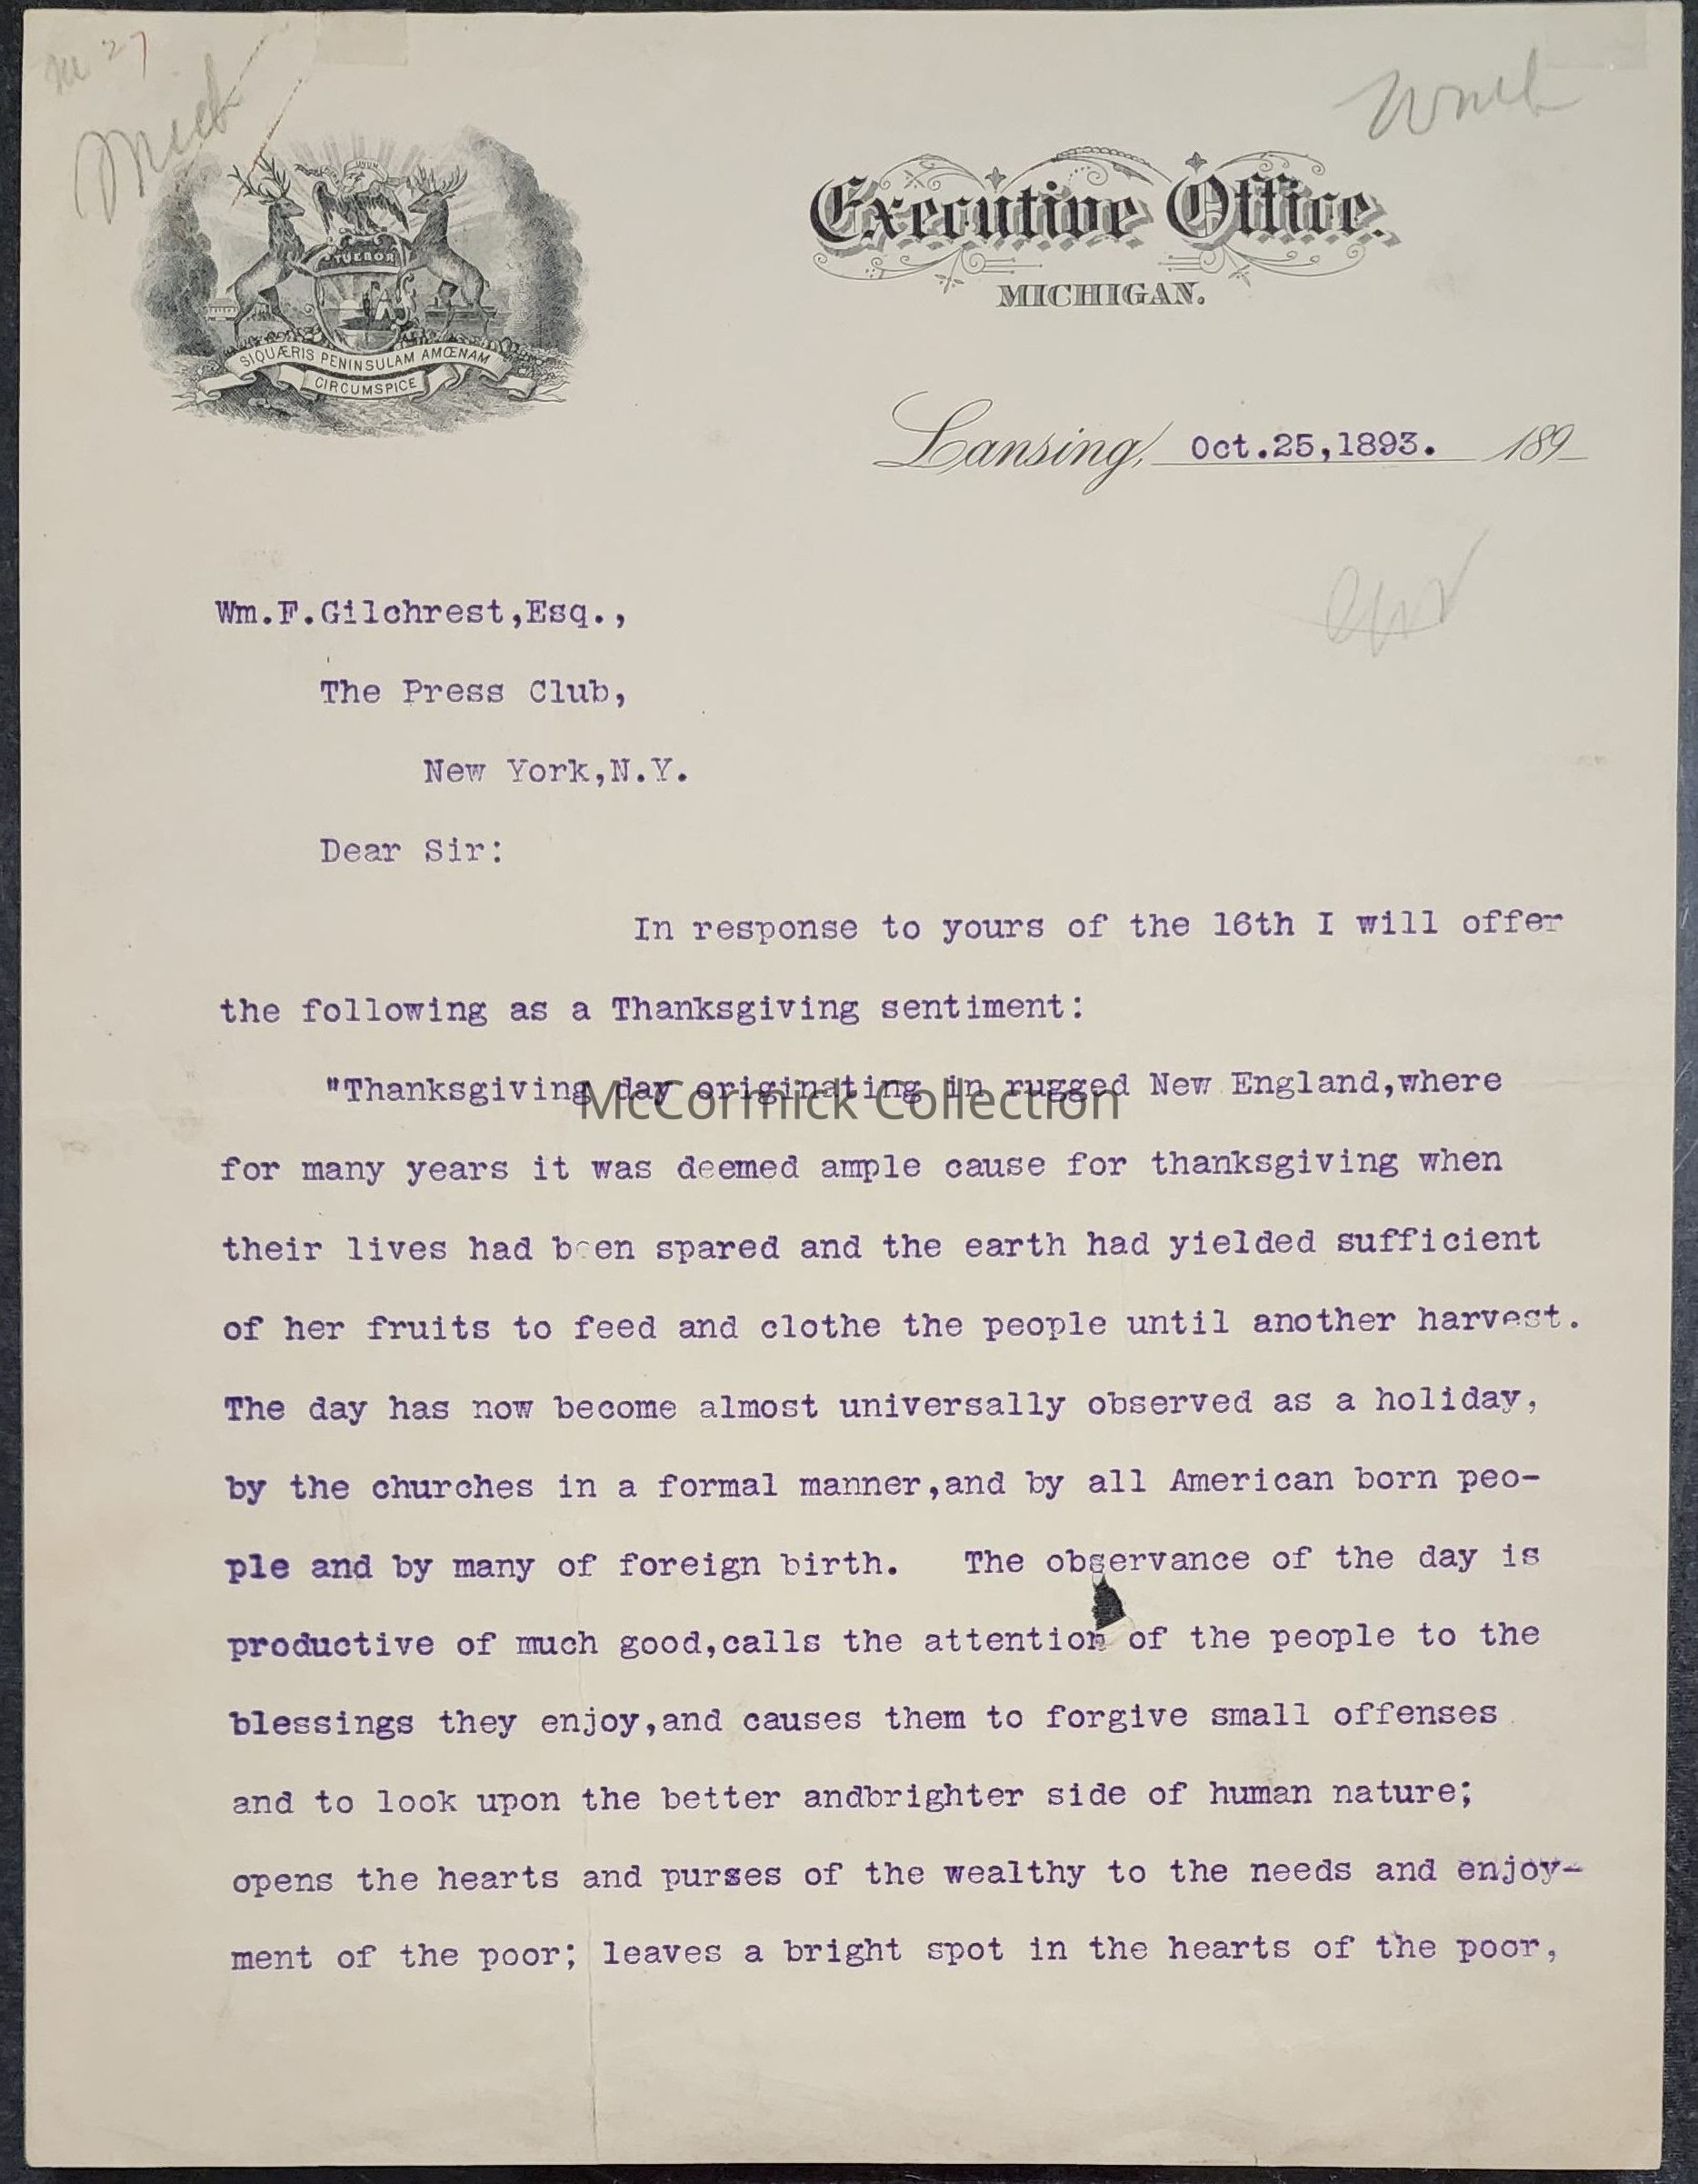 Mich
UNUM
TUEBOR
SIQUÆRIS PENINSULAM AMŒNAM
CIRCUMSPICE
Executive Office.
MICHIGAN.
Lansing, Oct.25,1893. 189
Wm.F.Gilchrest,Esq.,
The Press Club,
New York,N.Y.
Dear Sir:
In response to yours of the 16th I will offer
the following as a Thanksgiving sentiment:
"Thanksgiving day originating in rugged New England,where
McCormick Collection
for many years it was deemed ample cause for thanksgiving when
their lives had been spared and the earth had yielded sufficient
of her fruits to feed and clothe the people until another harvest.
The day has now become almost universally observed as a holiday,
by the churches in a formal manner,and by all American born peo-
ple and by many of foreign birth. The observance of the day is
productive of much good,calls the attention of the people to the
blessings they enjoy,and causes them to forgive small offenses
and to look upon the better andbrighter side of human nature;
opens the hearts and purses of the wealthy to the needs and enjoy-
ment of the poor; leaves a bright spot in the hearts of the poor,